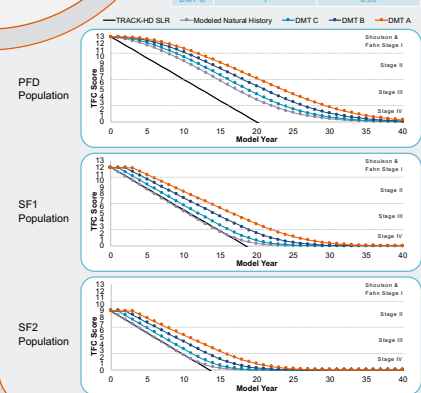 DMT C 1 0.95
TRACK-HD SLR Modeled Natural History DMT C DMT B DMT A
PFD
Population
TFC Score
13
12
11
10
9
8
7
6
5
4
3
2
1
0
Shoulson &
Fahn Stage I
Stage II
Stage III
Stage IV
0 5 10 15 20 25 30 35 40
Model Year
SF1
Population
TFC Score
13
12
11
10
9
8
7
6
5
4
3
2
1
0
Shoulson &
Fahn Stage I
Stage II
Stage III
Stage IV
0 5 10 15 20 25 30 35 40
Model Year
SF2
Population
TFC Score
13
12
11
10
9
8
7
6
5
4
3
2
1
0
Shoulson &
Fahn Stage I
Stage II
Stage III
Stage IV
0 5 10 15 20 25 30 35 40
Model Year